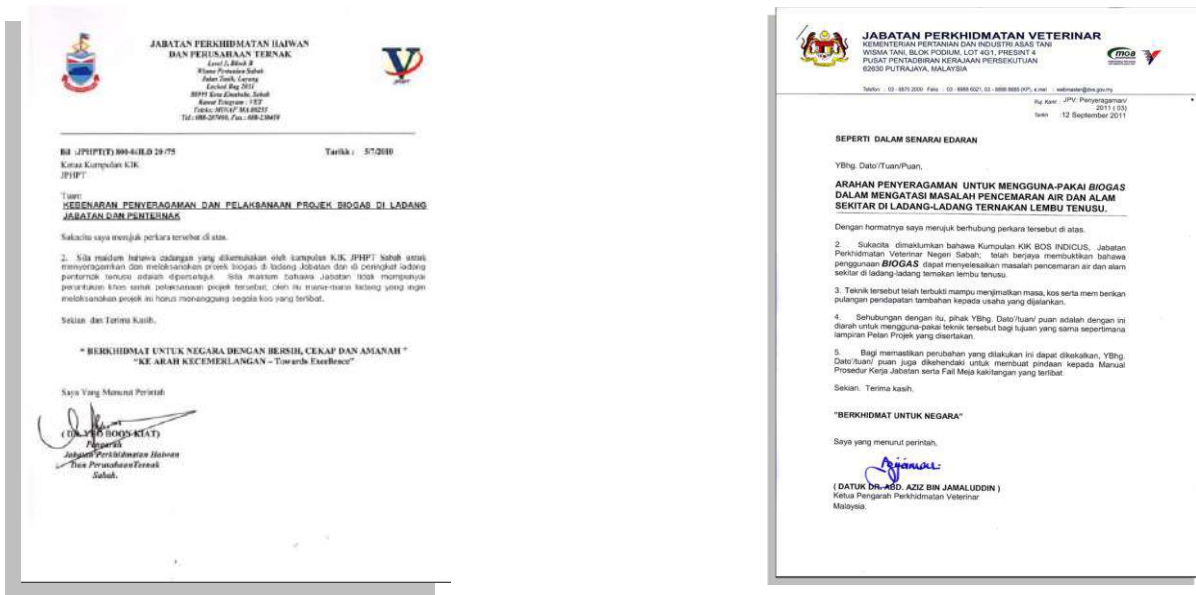 JABATAN PERKHIDMATAN HAIWAN
DAN PERUSAHAAN TERNAK
Level 3, Block B
Wisma Pertanian Sabah
Jalan Tasik, Luyang
Locked Bag 2051
88999 Kota Kinabalu, Sabah
Kawat Telegram : VET
Tarikh : 5/7/2010
Ketua Kumpulan KIK
JPHPT
Tuan
KEBENARAN PENYERAGAMAN DAN PELAKSANAAN PROJEK BIOGAS DI LADANG
JABATAN DAN PENTERNAK
Sukacita saya merujuk perkara tersebut di atas.
2. Sila maklum bahawa cadangan yang dikemukakan oleh kumpulan KIK JPHPT Sabah untuk
menyeragamkan dan melaksanakan projek biogas di ladang Jabatan dan di peringkat ladang
penternak tenusu adalah dipersetujui. Sila maklum bahawa Jabatan tidak mempunyai
peruntukan khas untuk pelaksanaan projek tersebut, oleh itu mana-mana ladang yang ingin
melaksanakan projek ini harus menanggung segala kos yang terlibat.
Sekian dan Terima Kasih.
" BERKHIDMAT UNTUK NEGARA DENGAN BERSIH, CEKAP DAN AMANAH "
"KE ARAH KECEMERLANGAN – Towards Excellence"
Saya Yang Menurut Perintah
( DR. YEO BOON KIAT)
Pengarah
Jabatan Perkhidmatan Haiwan
Dan Perusahaan Ternak
Sabah.
JABATAN PERKHIDMATAN VETERINAR
KEMENTERIAN PERTANIAN DAN INDUSTRI ASAS TANI
WISMA TANI, BLOK PODIUM, LOT 4G1, PRESINT 4
PUSAT PENTADBIRAN KERAJAAN PERSEKUTUAN
62630 PUTRAJAYA, MALAYSIA
moa
Ruj. Kami : JPV: Penyeragaman/
2011 ( 03)
Tarikh : 12 September 2011
SEPERTI DALAM SENARAI EDARAN
YBhg. Dato'/Tuan/Puan,
ARAHAN PENYERAGAMAN UNTUK MENGGUNA-PAKAI BIOGAS
DALAM MENGATASI MASALAH PENCEMARAN AIR DAN ALAM
SEKITAR DI LADANG-LADANG TERNAKAN LEMBU TENUSU.
Dengan hormatnya saya merujuk berhubung perkara tersebut di atas.
2. Sukacita dimaklumkan bahawa Kumpulan KIK BOS INDICUS, Jabatan
Perkhidmatan Veterinar Negeri Sabah; telah berjaya membuktikan bahawa
penggunaan BIOGAS dapat menyelesaikan masalah pencemaran air dan alam
sekitar di ladang-ladang ternakan lembu tenusu.
3. Teknik tersebut telah terbukti mampu menjimatkan masa, kos serta mem berikan
pulangan pendapatan tambahan kepada usaha yang dijalankan.
4. Sehubungan dengan itu, pihak YBhg. Dato'/tuan/ puan adalah dengan ini
diarah untuk mengguna-pakai teknik tersebut bagi tujuan yang sama sepertimana
lampiran Pelan Projek yang disertakan.
5. Bagi memastikan perubahan yang dilakukan ini dapat dikekalkan, YBhg.
Dato'/tuan/ puan juga dikehendaki untuk membuat pindaan kepada Manual
Prosedur Kerja Jabatan serta Fail Meja kakitangan yang terlibat.
Sekian. Terima kasih.
"BERKHIDMAT UNTUK NEGARA"
Saya yang menurut perintah,
( DATUK DR. ABD. AZIZ BIN JAMALUDDIN )
Ketua Pengarah Perkhidmatan Veterinar
Malaysia.